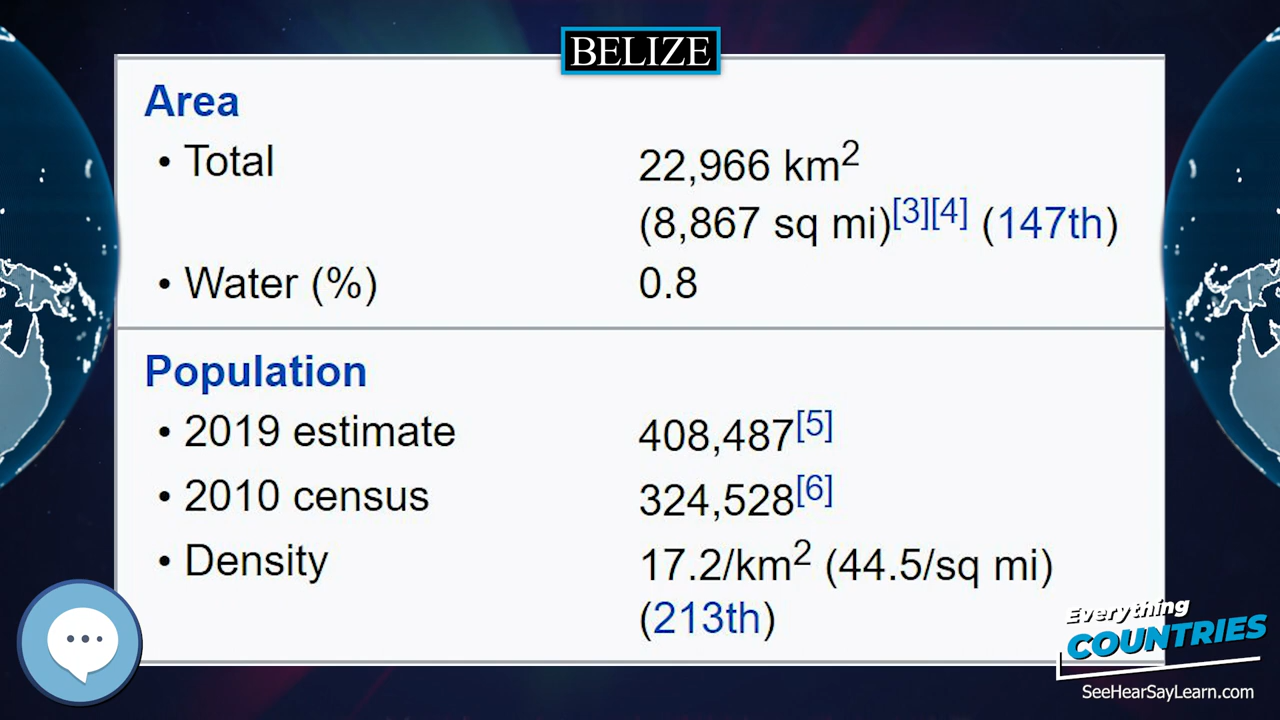 BELIZE
Area
• Total 22,966 km²
(8,867 sq mi)[3][4] (147th)
• Water (%) 0.8
Population
• 2019 estimate 408,487[5]
• 2010 census 324,528[6]
• Density 17.2/km² (44.5/sq mi)
(213th)
Everything
COUNTRIES
SeeHearSayLearn.com